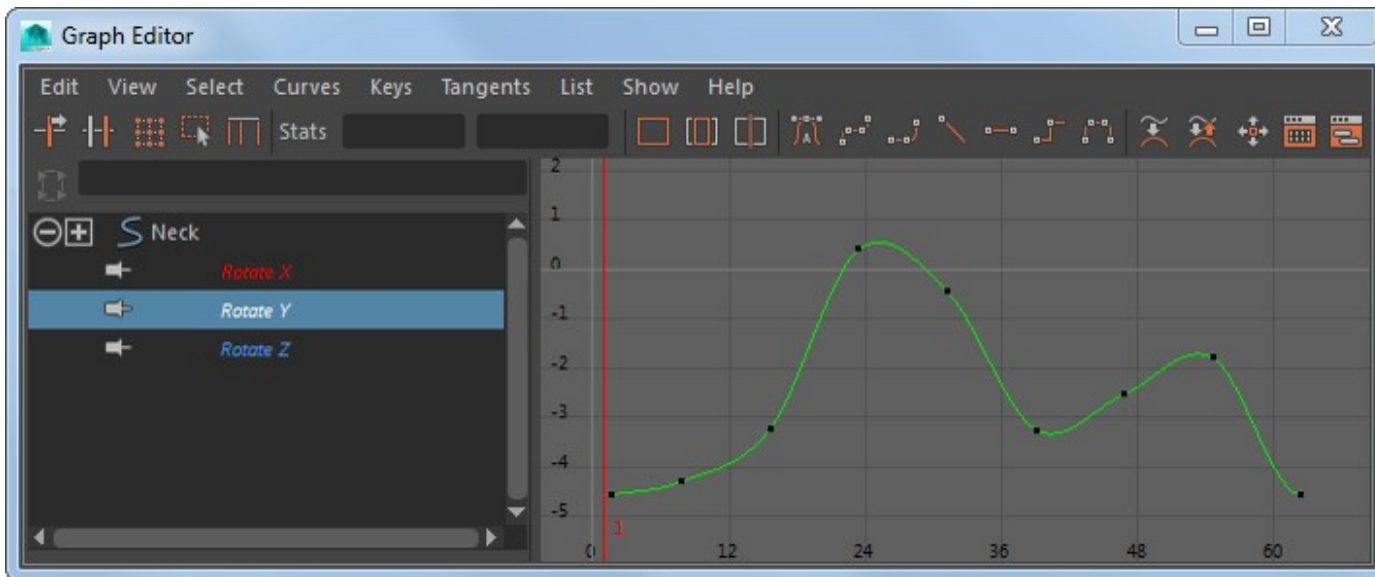 Graph Editor
Edit View Select Curves Keys Tangents List Show Help
Stats
Neck
Rotate X
Rotate Y
Rotate Z
2
1
0
-1
-2
-3
-4
-5
1
0 12 24 36 48 60